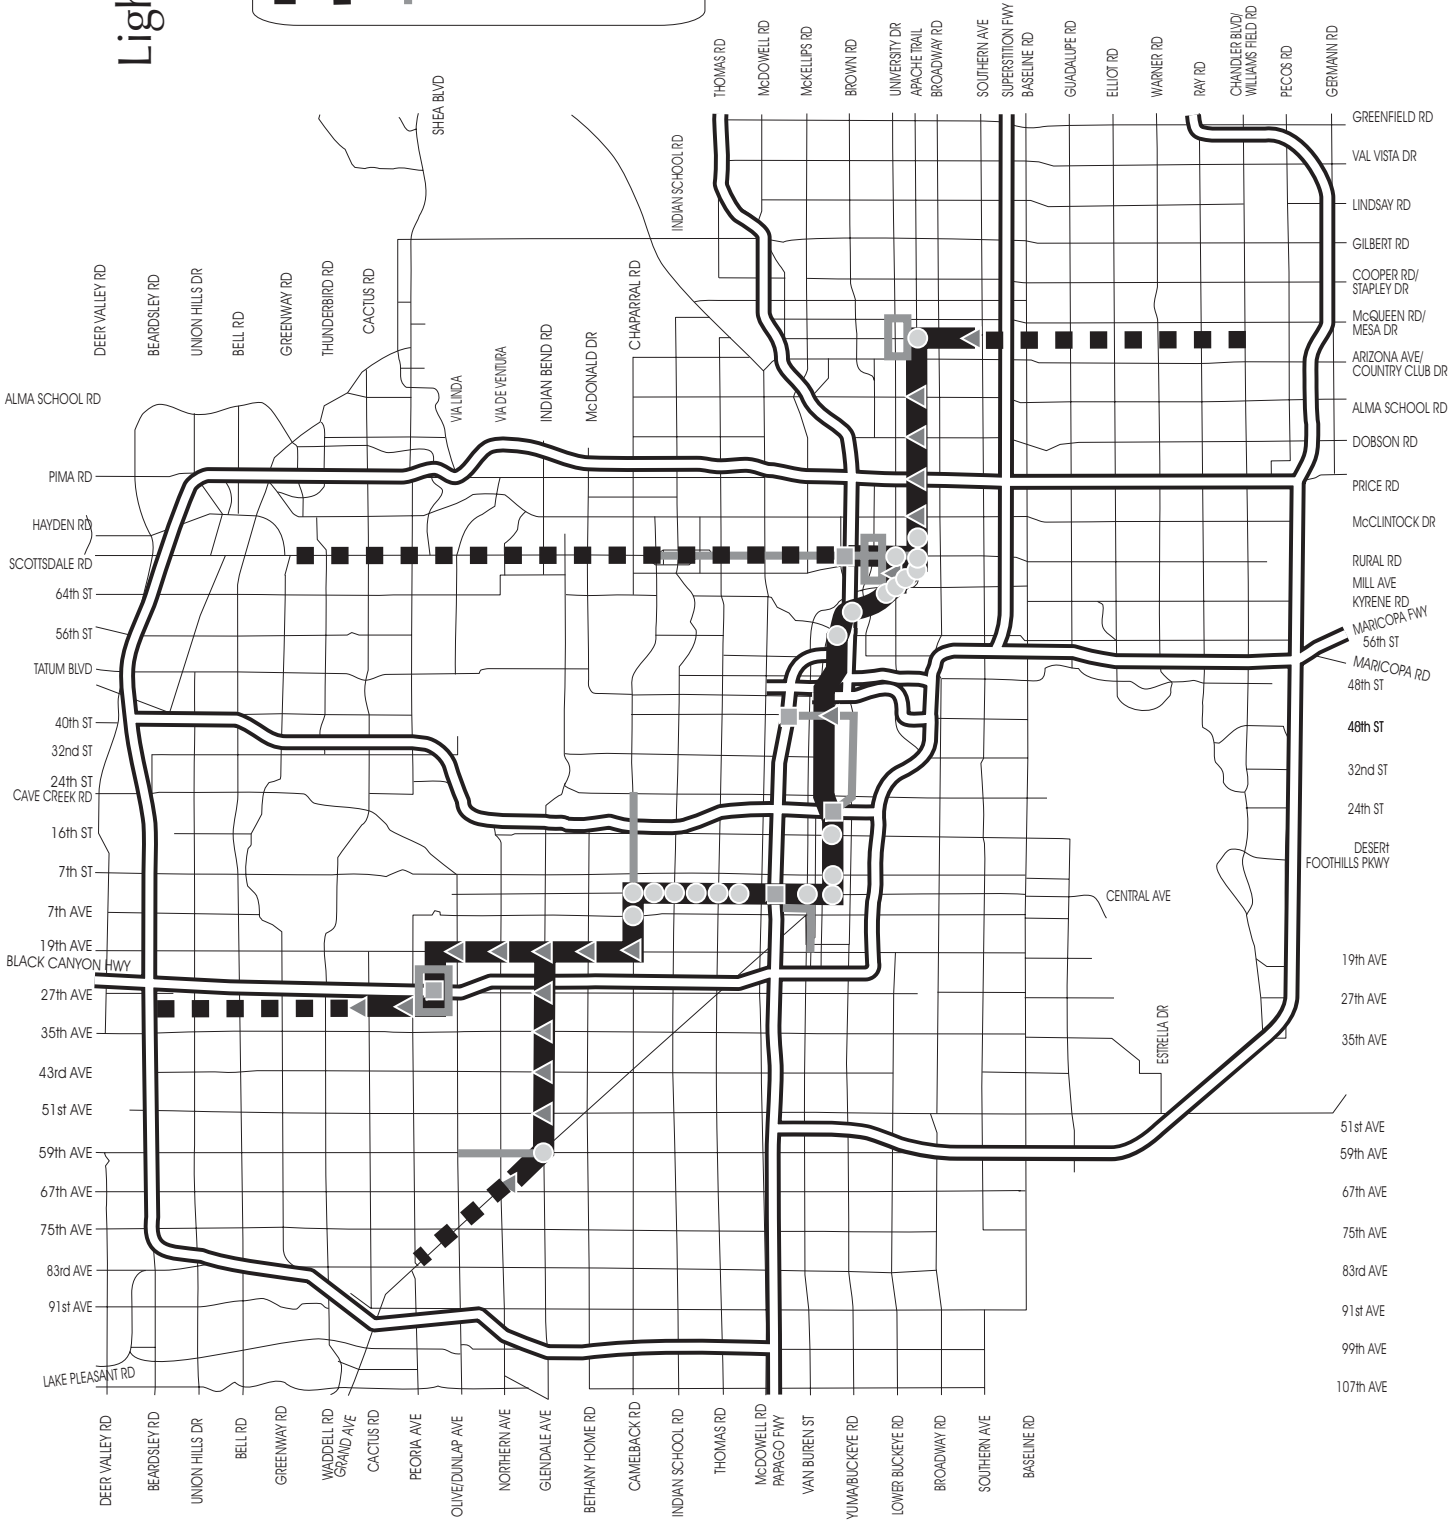 Ligh
THOMAS RD
McDOWELL RD
McKELLIPS RD
BROWN RD
UNIVERSITY DR
APACHE TRAIL
BROADWAY RD
SOUTHERN AVE
SUPERSTITION FWY
BASELINE RD
GUADALUPE RD
ELLIOT RD
WARNER RD
RAY RD
CHANDLER BLVD/
WILLIAMS FIELD RD
PECOS RD
GERMANN RD
SHEA BLVD
INDIAN SCHOOL RD
DEER VALLEY RD
BEARDSLEY RD
UNION HILLS DR
BELL RD
GREENWAY RD
THUNDERBIRD RD
CACTUS RD
VIA LINDA
VIA DE VENTURA
INDIAN BEND RD
McDONALD DR
CHAPARRAL RD
GREENFIELD RD
VAL VISTA DR
LINDSAY RD
GILBERT RD
COOPER RD/
STAPLEY DR
McQUEEN RD/
MESA DR
ARIZONA AVE/
COUNTRY CLUB DR
ALMA SCHOOL RD
DOBSON RD
PRICE RD
McCLINTOCK DR
RURAL RD
MILL AVE
KYRENE RD
MARICOPA FWY
56th ST
MARICOPA RD
48th ST
48th ST
32nd ST
24th ST
DESERt
FOOTHILLS PKWY
CENTRAL AVE
19th AVE
27th AVE
35th AVE
ESTRELLA DR
51st AVE
59th AVE
67th AVE
75th AVE
83rd AVE
91st AVE
99th AVE
107th AVE
ALMA SCHOOL RD
PIMA RD
HAYDEN RD
SCOTTSDALE RD
64th ST
56th ST
TATUM BLVD
40th ST
32nd ST
24th ST
CAVE CREEK RD
16th ST
7th ST
7th AVE
19th AVE
BLACK CANYON HWY
27th AVE
35th AVE
43rd AVE
51st AVE
59th AVE
67th AVE
75th AVE
83rd AVE
91st AVE
LAKE PLEASANT RD
DEER VALLEY RD
BEARDSLEY RD
UNION HILLS DR
BELL RD
GREENWAY RD
WADDELL RD
GRAND AVE
CACTUS RD
PEORIA AVE
OLIVE/DUNLAP AVE
NORTHERN AVE
GLENDALE AVE
BETHANY HOME RD
CAMELBACK RD
INDIAN SCHOOL RD
THOMAS RD
McDOWELL RD
PAPAGO FWY
VAN BUREN ST
YUMA/BUCKEYE RD
LOWER BUCKEYE RD
BROADWAY RD
SOUTHERN AVE
BASELINE RD